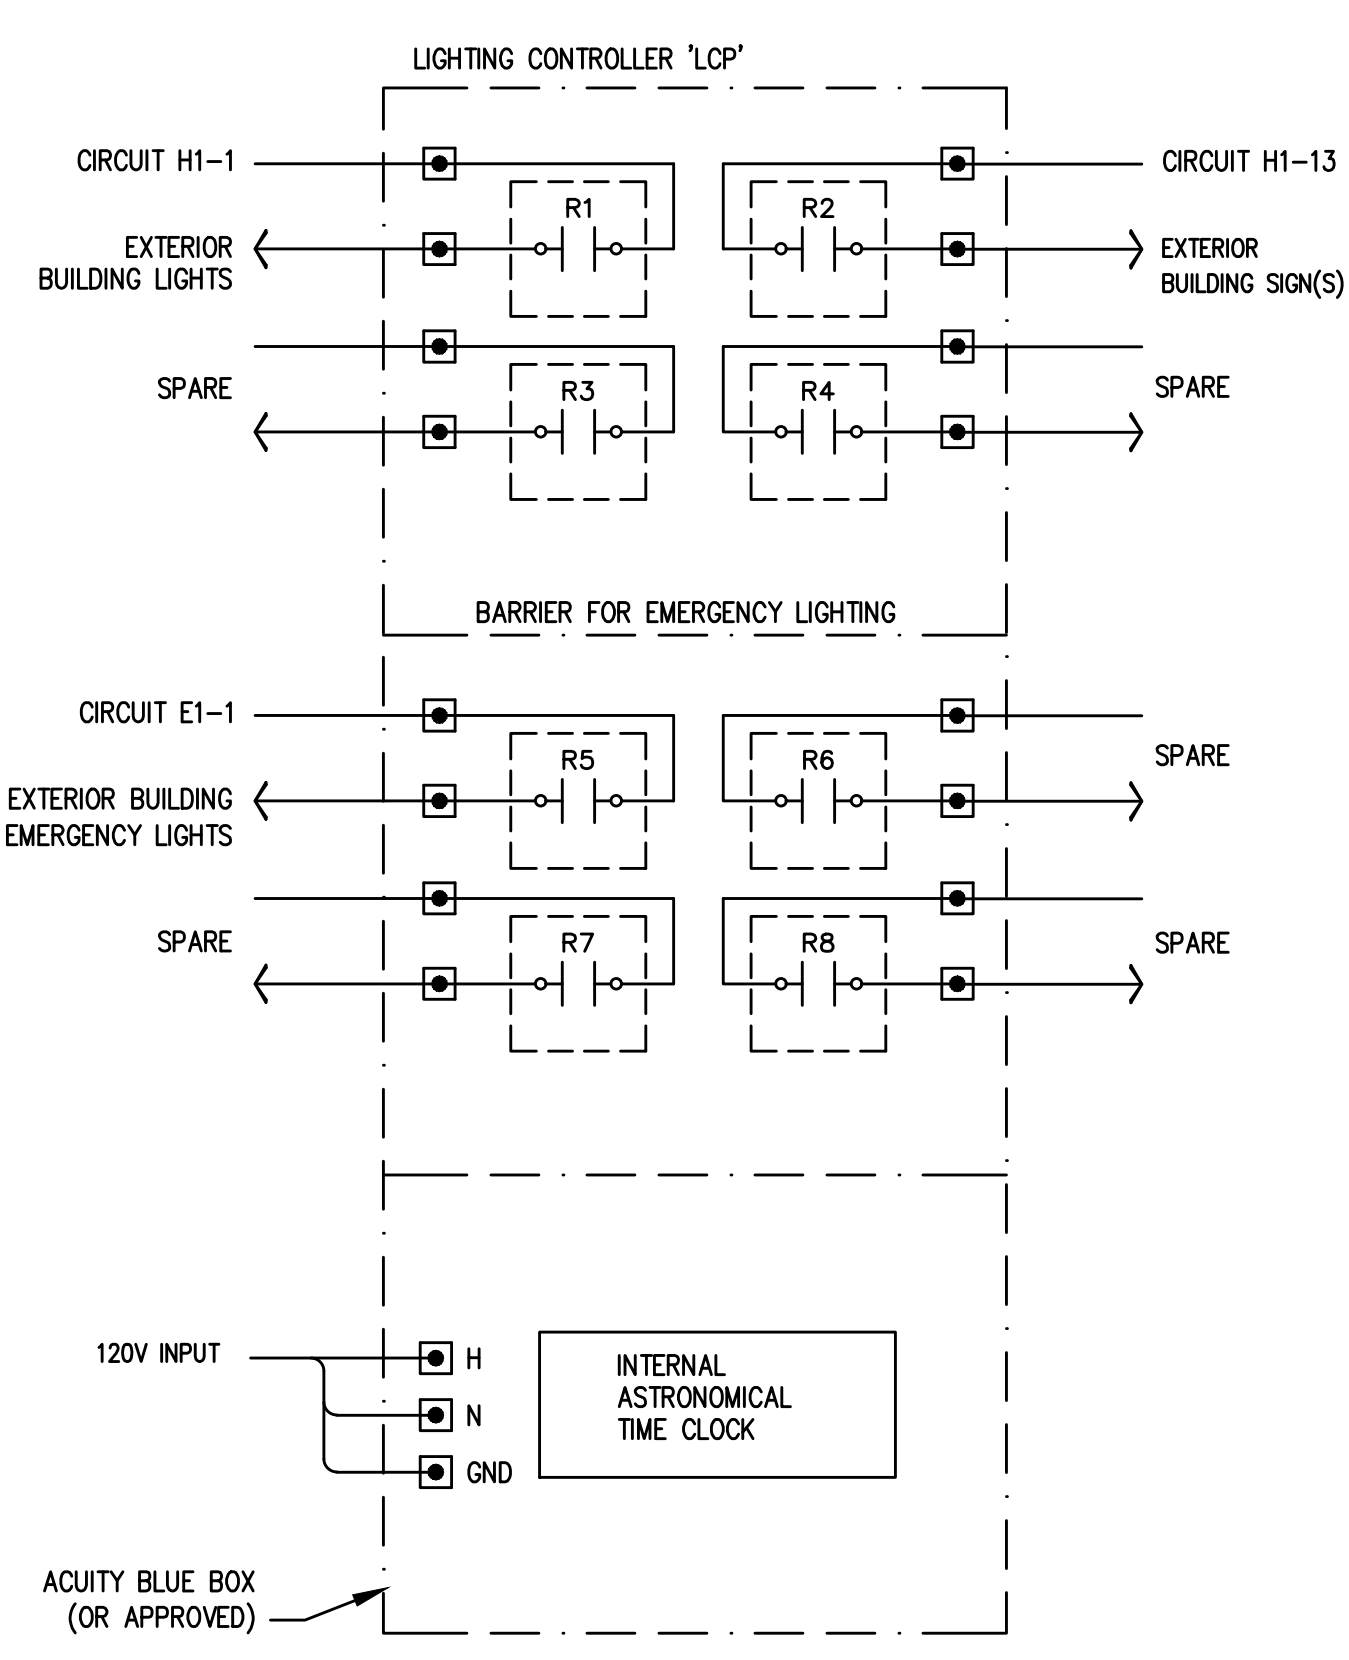 LIGHTING CONTROLLER 'LCP'
CIRCUIT H1-1
CIRCUIT H1-13
R1
R2
EXTERIOR
BUILDING LIGHTS
EXTERIOR
BUILDING SIGN(S)
SPARE
R3
R4
SPARE
BARRIER FOR EMERGENCY LIGHTING
CIRCUIT E1-1
R5
R6
SPARE
EXTERIOR BUILDING
EMERGENCY LIGHTS
SPARE
R7
R8
SPARE
120V INPUT
H
N
GND
INTERNAL
ASTRONOMICAL
TIME CLOCK
ACUITY BLUE BOX
(OR APPROVED)